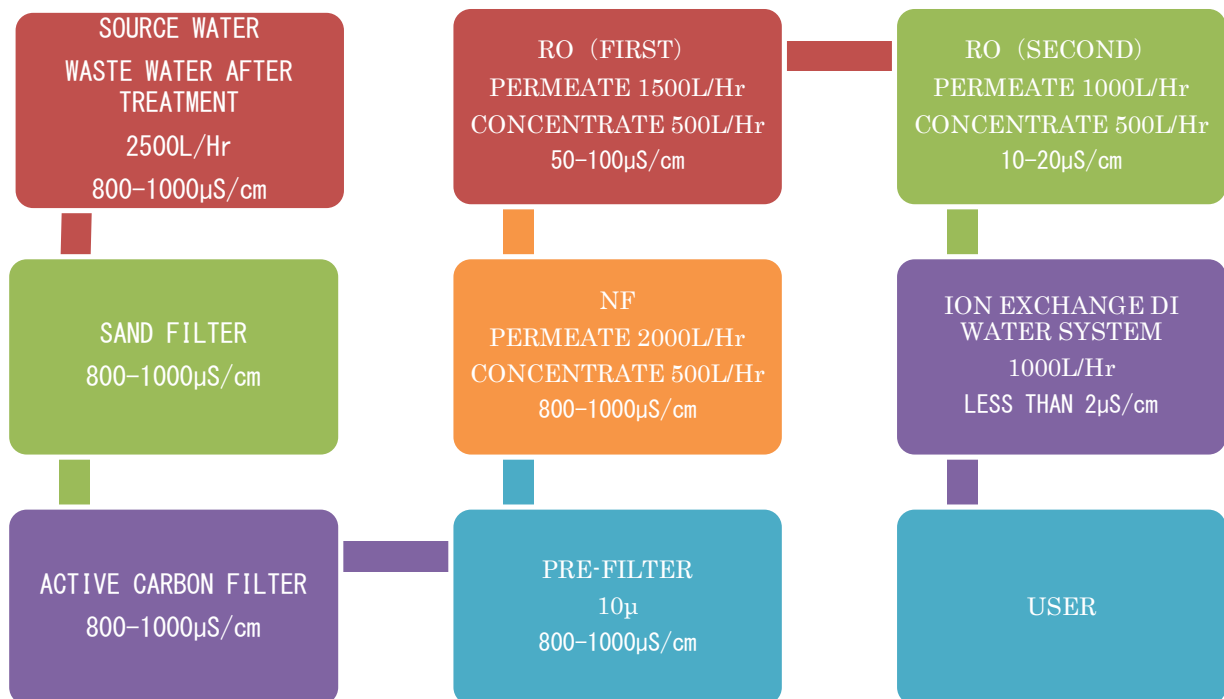 SOURCE WATER
WASTE WATER AFTER
TREATMENT
2500L/Hr
800-1000μS/cm
SAND FILTER
800-1000μS/cm
ACTIVE CARBON FILTER
800-1000μS/cm
PRE-FILTER
10μ
800-1000μS/cm
NF
PERMEATE 2000L/Hr
CONCENTRATE 500L/Hr
800-1000μS/cm
RO（FIRST）
PERMEATE 1500L/Hr
CONCENTRATE 500L/Hr
50-100μS/cm
RO（SECOND）
PERMEATE 1000L/Hr
CONCENTRATE 500L/Hr
10-20μS/cm
ION EXCHANGE DI
WATER SYSTEM
1000L/Hr
LESS THAN 2μS/cm
USER